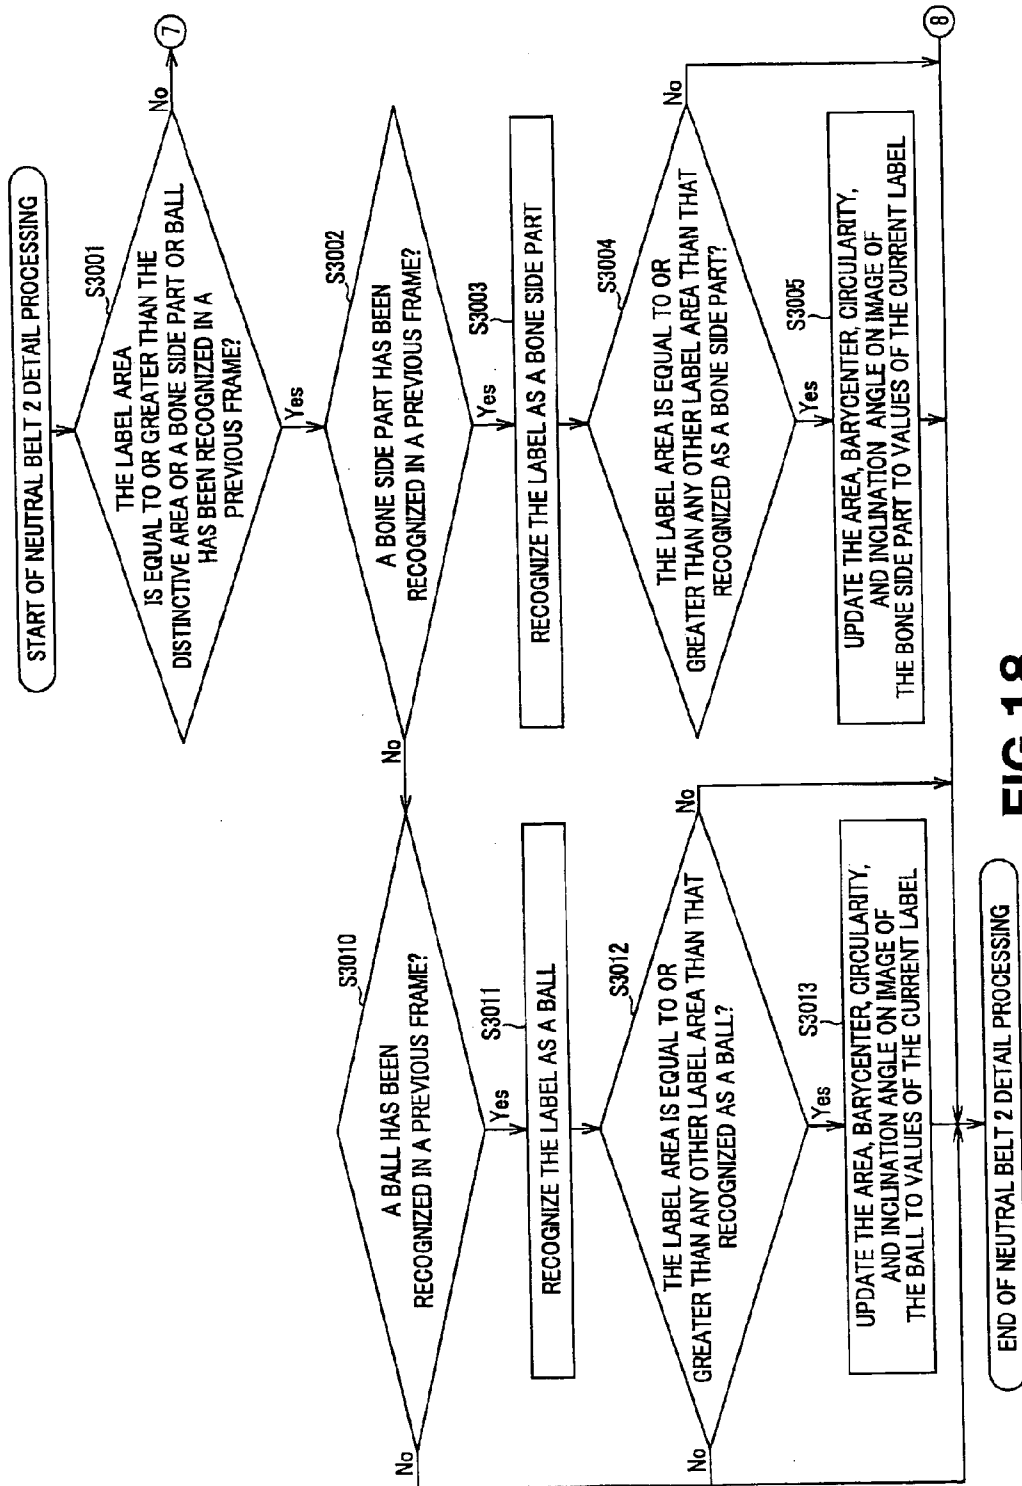 START OF NEUTRAL BELT 2 DETAIL PROCESSING
S3001
THE LABEL AREA
IS EQUAL TO OR GREATER THAN THE
DISTINCTIVE AREA OR A BONE SIDE PART OR BALL
HAS BEEN RECOGNIZED IN A
PREVIOUS FRAME?
No
7
Yes
S3002
A BONE SIDE PART HAS BEEN
RECOGNIZED IN A PREVIOUS FRAME?
No
Yes
S3003
RECOGNIZE THE LABEL AS A BONE SIDE PART
S3004
THE LABEL AREA IS EQUAL TO OR
GREATER THAN ANY OTHER LABEL AREA THAN THAT
RECOGNIZED AS A BONE SIDE PART?
No
Yes
S3005
UPDATE THE AREA, BARYCENTER, CIRCULARITY,
AND INCLINATION ANGLE ON IMAGE OF
THE BONE SIDE PART TO VALUES OF THE CURRENT LABEL
8
S3010
A BALL HAS BEEN
RECOGNIZED IN A PREVIOUS FRAME?
No
Yes
S3011
RECOGNIZE THE LABEL AS A BALL
S3012
THE LABEL AREA IS EQUAL TO OR
GREATER THAN ANY OTHER LABEL AREA THAN THAT
RECOGNIZED AS A BALL?
No
No
Yes
S3013
UPDATE THE AREA, BARYCENTER, CIRCULARITY,
AND INCLINATION ANGLE ON IMAGE OF
THE BALL TO VALUES OF THE CURRENT LABEL
END OF NEUTRAL BELT 2 DETAIL PROCESSING
FIG.18